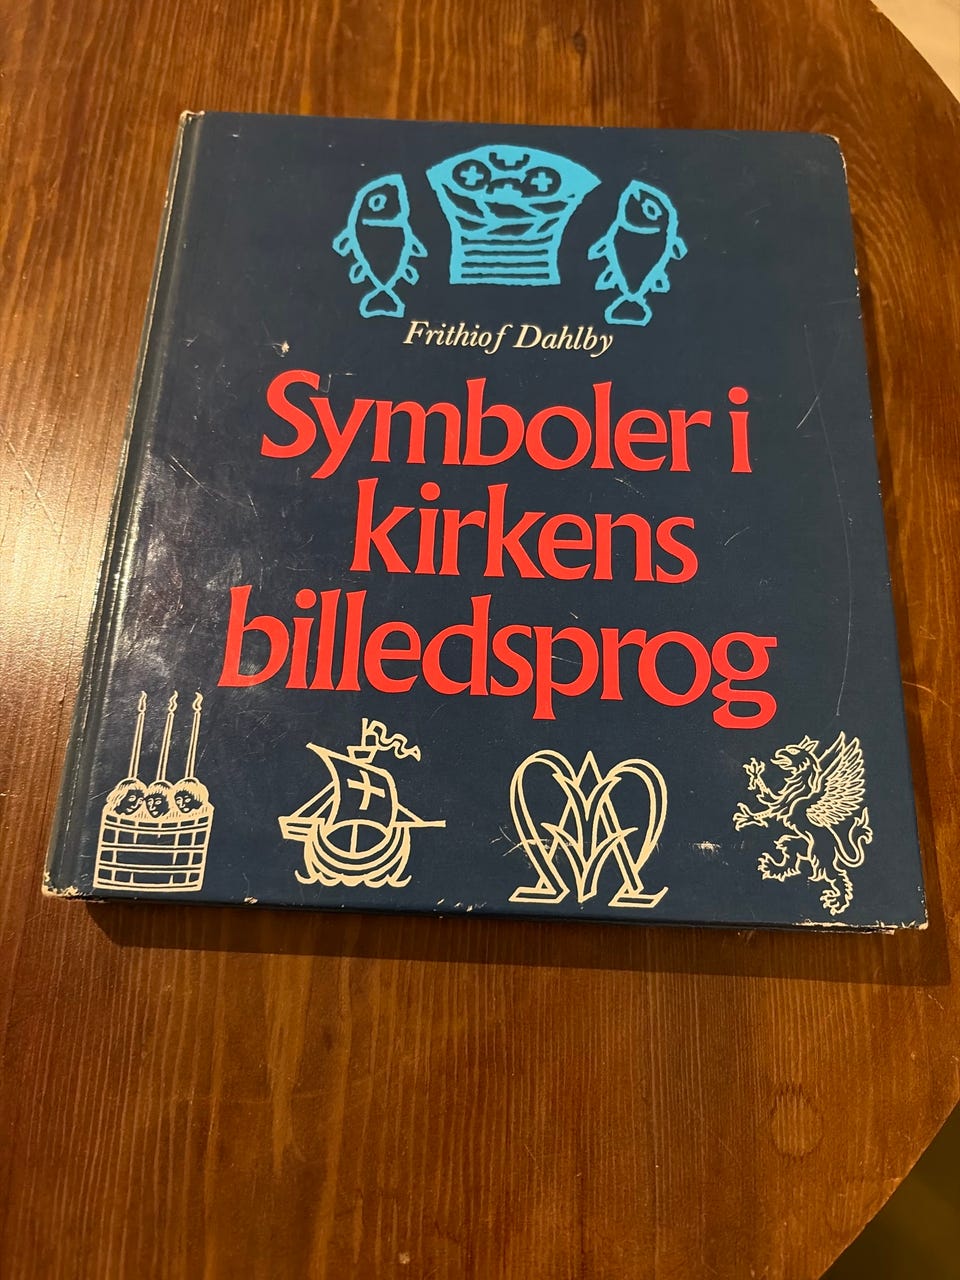 Frithiof Dahlby
Symboler i
kirkens
billedsprog